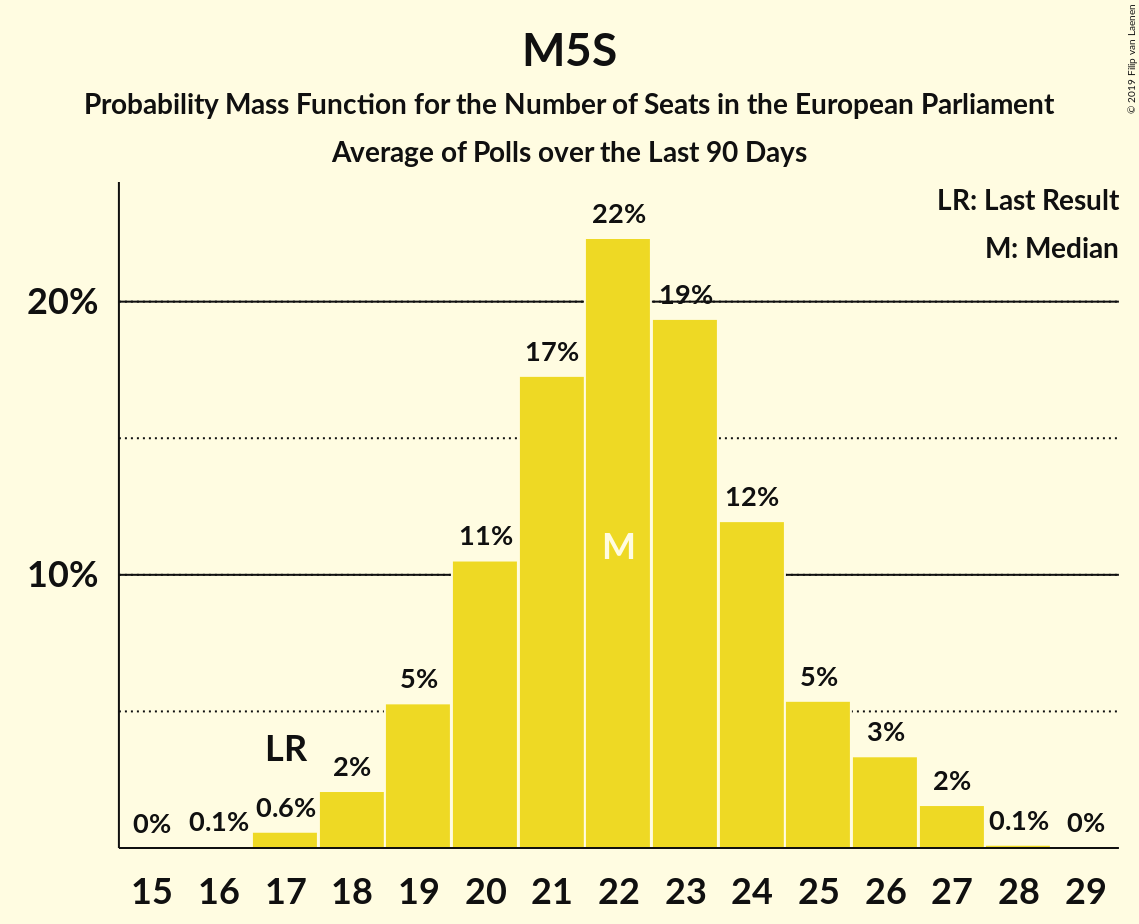 M5S
Probability Mass Function for the Number of Seats in the European Parliament
Average of Polls over the Last 90 Days
© 2019 Filip van Laenen
LR: Last Result
M: Median
20%
10%
0%
0.1%
0.6%
LR
2%
5%
11%
17%
22%
M
19%
12%
5%
3%
2%
0.1%
0%
15 16 17 18 19 20 21 22 23 24 25 26 27 28 29